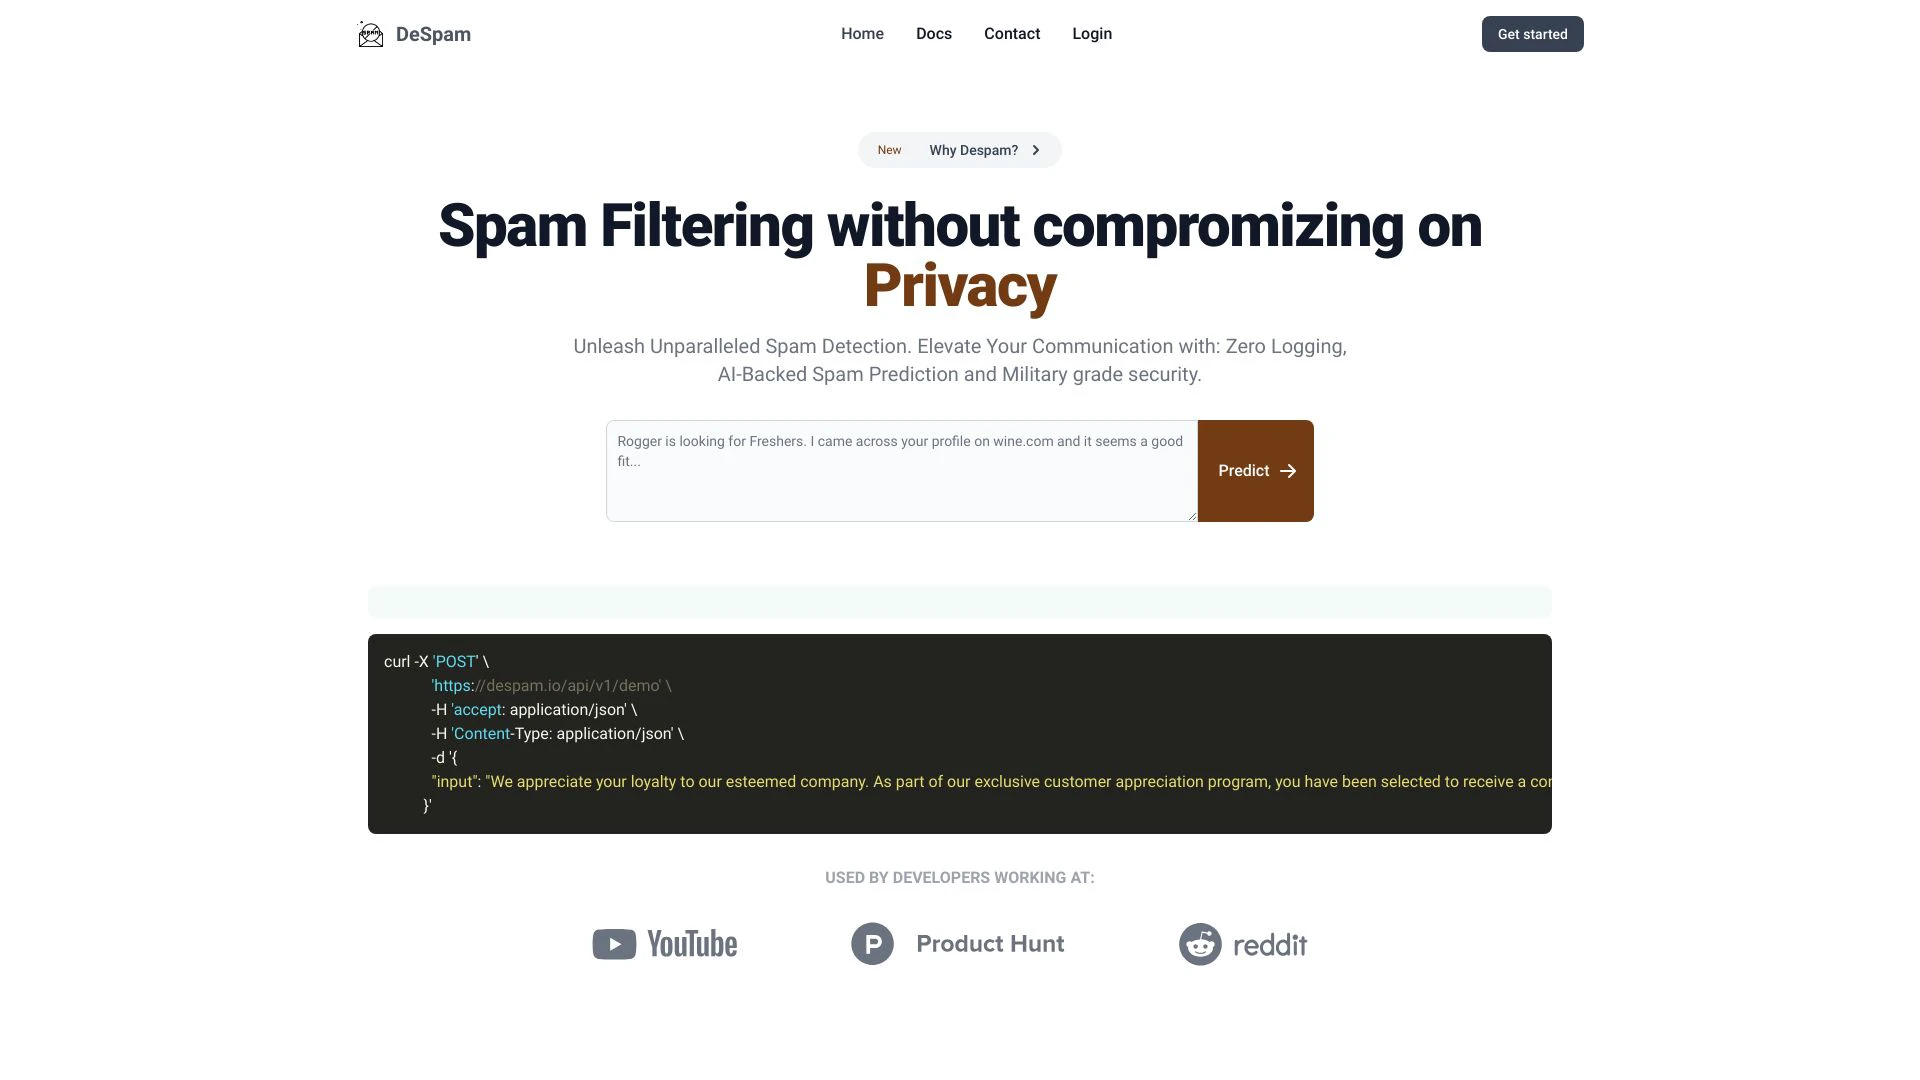 DeSpam
Home
Docs
Contact
Login
Get started
New
Why Despam?
Spam Filtering without compromizing on
Privacy
Unleash Unparalleled Spam Detection. Elevate Your Communication with: Zero Logging,
AI-Backed Spam Prediction and Military grade security.
Rogger is looking for Freshers. I came across your profile on wine.com and it seems a good
fit...
Predict
curl -X 'POST' \
'https://despam.io/api/v1/demo' \
-H 'accept: application/json' \
-H 'Content-Type: application/json' \
-d '{
"input": "We appreciate your loyalty to our esteemed company. As part of our exclusive customer appreciation program, you have been selected to receive a
}'
USED BY DEVELOPERS WORKING AT:
YouTube
P Product Hunt
reddit